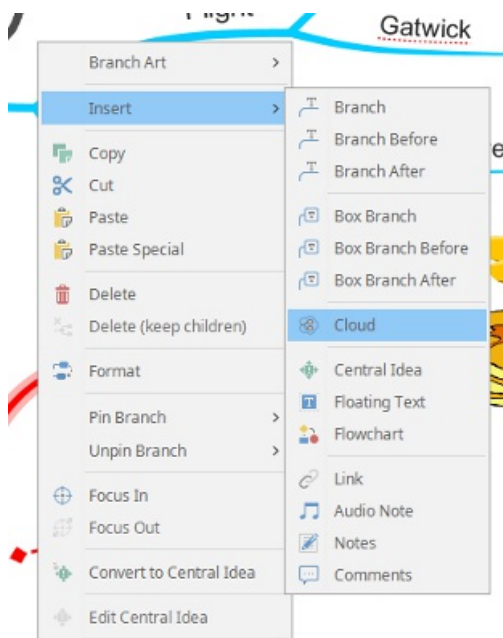 Flight
Gatwick
Branch Art
Insert
Copy
Cut
Paste
Paste Special
Delete
Delete (keep children)
Format
Pin Branch
Unpin Branch
Focus In
Focus Out
Convert to Central Idea
Edit Central Idea
Branch
Branch Before
Branch After
Box Branch
Box Branch Before
Box Branch After
Cloud
Central Idea
Floating Text
Flowchart
Link
Audio Note
Notes
Comments